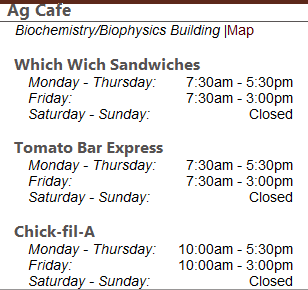 Ag Cafe
Biochemistry/Biophysics Building |Map
Which Wich Sandwiches
Monday - Thursday: 7:30am - 5:30pm
Friday: 7:30am - 3:00pm
Saturday - Sunday: Closed
Tomato Bar Express
Monday - Thursday: 7:30am - 5:30pm
Friday: 7:30am - 3:00pm
Saturday - Sunday: Closed
Chick-fil-A
Monday - Thursday: 10:00am - 5:30pm
Friday: 10:00am - 3:00pm
Saturday - Sunday: Closed